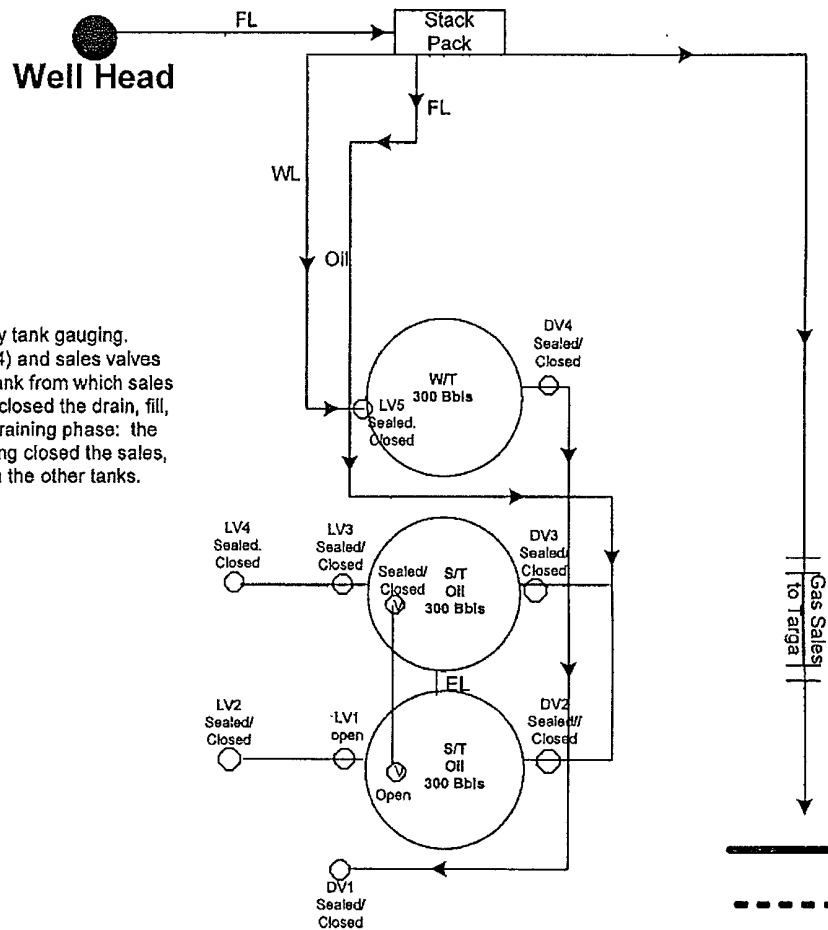 FL
Stack
Pack
Well Head
FL
WL
Oil
y tank gauging.
4) and sales valves
ank from which sales
closed the drain, fill,
raining phase: the
ng closed the sales,
the other tanks.
DV4
Sealed/
Closed
W/T
300 Bbls
LV5
Sealed.
Closed
LV4
Sealed.
Closed
LV3
Sealed/
Closed
Sealed/
Closed
V
S/T
Oil
300 Bbls
DV3
Sealed/
Closed
Gas Sales
to Targa
EL
LV2
Sealed/
Closed
LV1
open
V
Open
S/T
Oil
300 Bbls
DV2
Sealed//
Closed
DV1
Sealed/
Closed